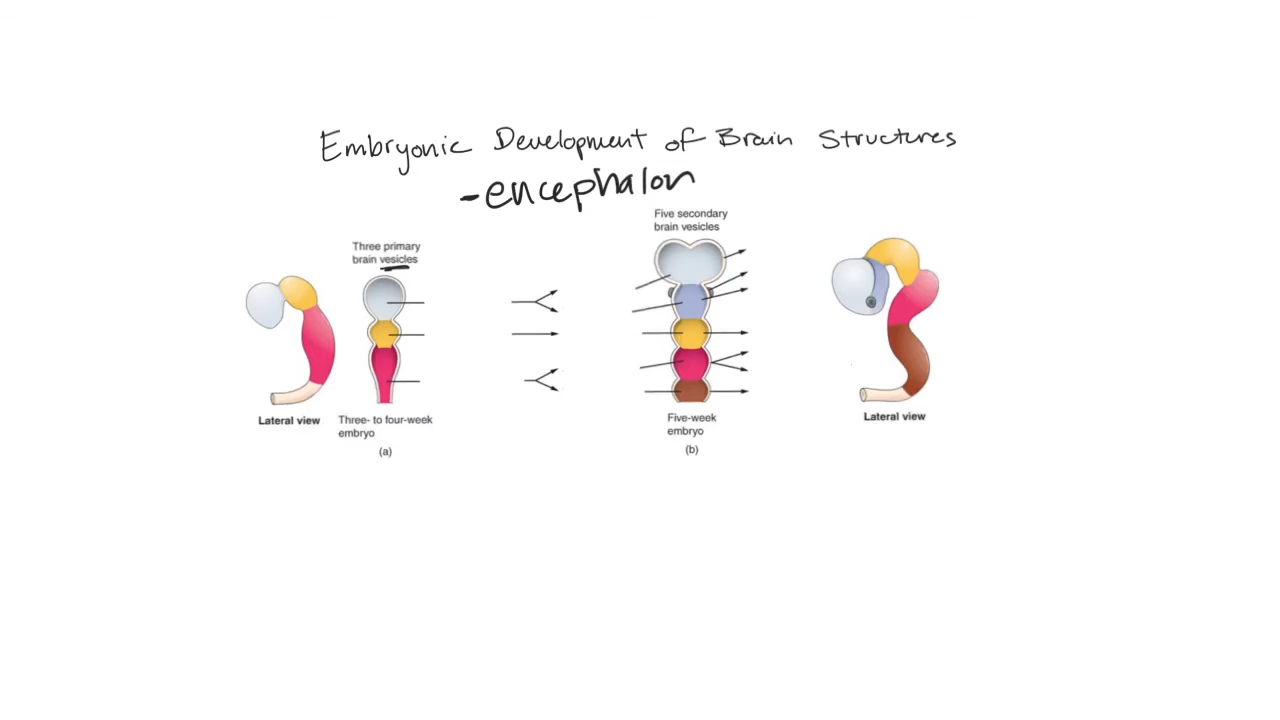 Embryonic Development of Brain Structures
-encephalon
Three primary
brain vesicles
Five secondary
brain vesicles
Lateral view
Three- to four-week
embryo
(a)
Five-week
embryo
(b)
Lateral view